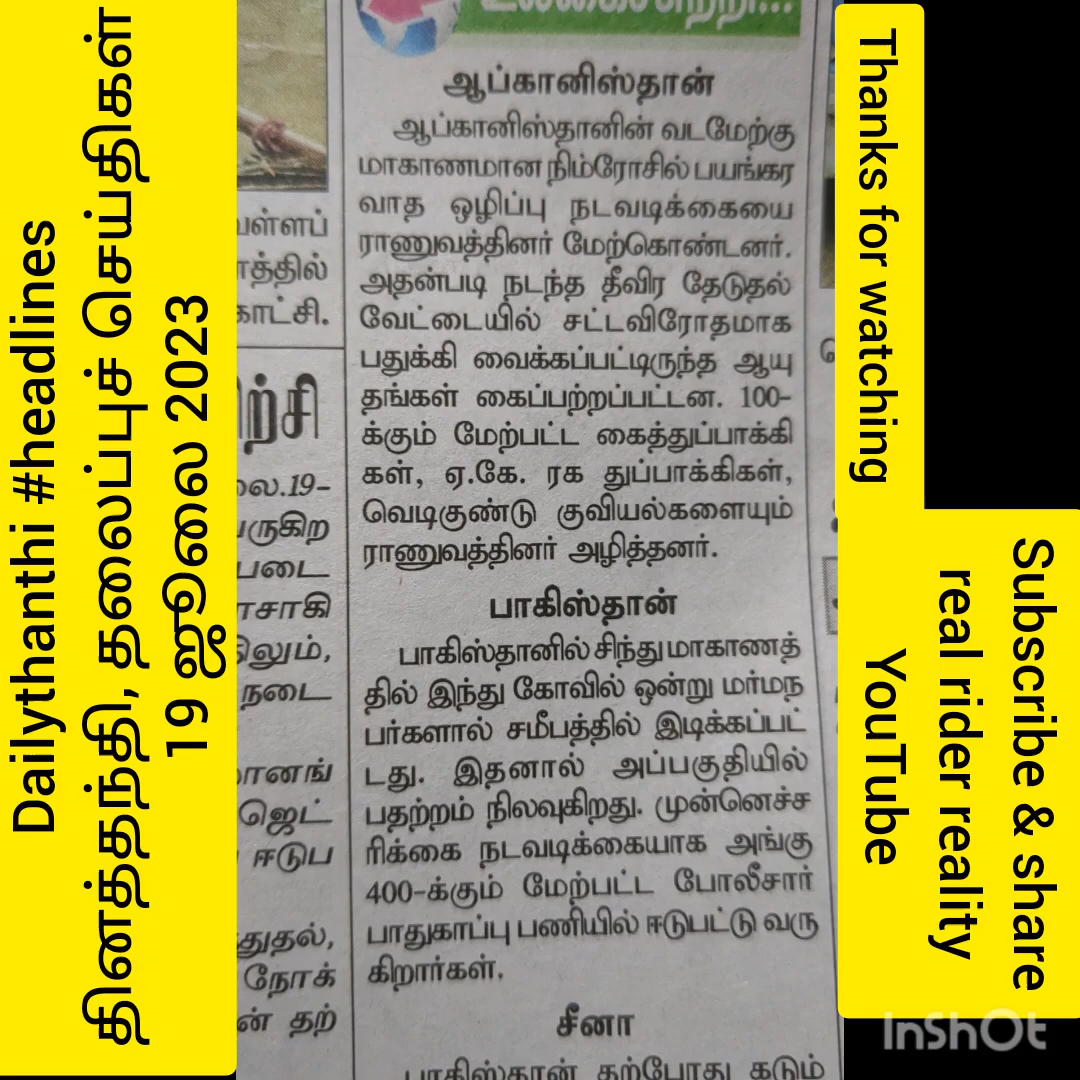 Dailythanthi #headlines
தினத்தந்தி, தலைப்புச் செய்திகள்
19 ஜூலை 2023
ஆப்கானிஸ்தான்
ஆப்கானிஸ்தானின் வடமேற்கு
மாகாணமான நிம்ரோசில் பயங்கர
வாத ஒழிப்பு நடவடிக்கையை
ராணுவத்தினர் மேற்கொண்டனர்.
அதன்படி நடந்த தீவிர தேடுதல்
வேட்டையில் சட்டவிரோதமாக
பதுக்கி வைக்கப்பட்டிருந்த ஆயு
தங்கள் கைப்பற்றப்பட்டன. 100-
க்கும் மேற்பட்ட கைத்துப்பாக்கி
கள், ஏ.கே. ரக துப்பாக்கிகள்,
வெடிகுண்டு குவியல்களையும்
ராணுவத்தினர் அழித்தனர்.
பாகிஸ்தான்
பாகிஸ்தானில் சிந்து மாகாணத்
தில் இந்து கோவில் ஒன்று மர்மந
பர்களால் சமீபத்தில் இடிக்கப்பட்
டது. இதனால் அப்பகுதியில்
பதற்றம் நிலவுகிறது. முன்னெச்ச
ரிக்கை நடவடிக்கையாக அங்கு
400-க்கும் மேற்பட்ட போலீசார்
பாதுகாப்பு பணியில் ஈடுபட்டு வரு
கிறார்கள்.
சீனா
பாகிஸ்தான் தற்போது கடும்
ஜெட்
ஈடுப
நோக்
தற்
Thanks for watching
Subscribe & share
real rider reality
YouTube
InShOt